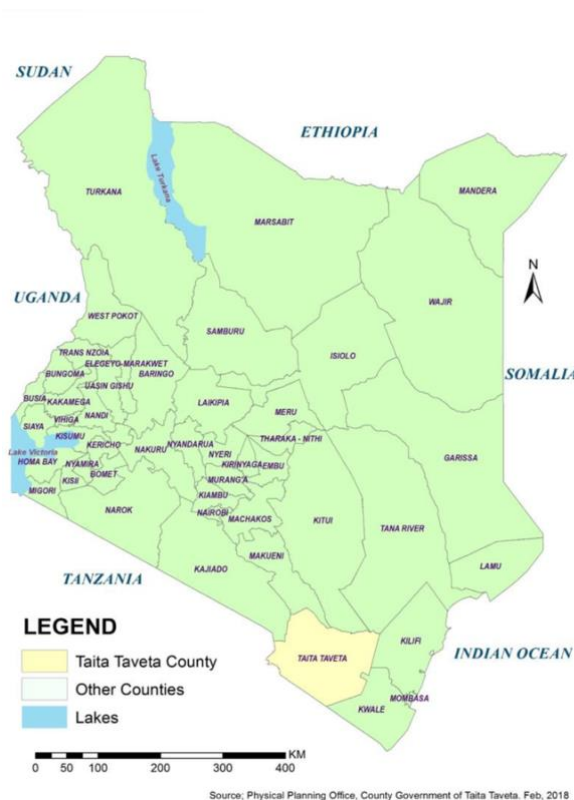 SUDAN
ETHIOPIA
Lake Turkana
MANDERA
TURKANA
MARSABIT
N
UGANDA
WAJIR
WEST POKOT
SAMBURU
ISIOLO
TRANS NZOIA
ELEGEYO-MARAKWET
BUNGOMA
BARINGO
SOMALIA
UASIN GISHU
BUSIA
KAKAMEGA
LAIKIPIA
MERU
NANDI
VIHIGA
SIAYA
KISUMU
THARAKA - NITHI
KERICHO
NYANDARUA
NAKURU
Lake Victoria
NYERI
GARISSA
HOMA BAY
NYAMIRA
KIRINYAGA
EMBU
BOMET
KISII
MURANG'A
MIGORI
KIAMBU
NAROK
NAIROBI
MACHAKOS
KITUI
TANA RIVER
MAKUENI
LAMU
KAJIADO
TANZANIA
LEGEND
KILIFI
INDIAN OCEAN
Taita Taveta County
TAITA TAVETA
Other Counties
MOMBASA
KWALE
Lakes
KM
0 50 100 200 300 400
Source; Physical Planning Office, County Government of Taita Taveta. Feb, 2018